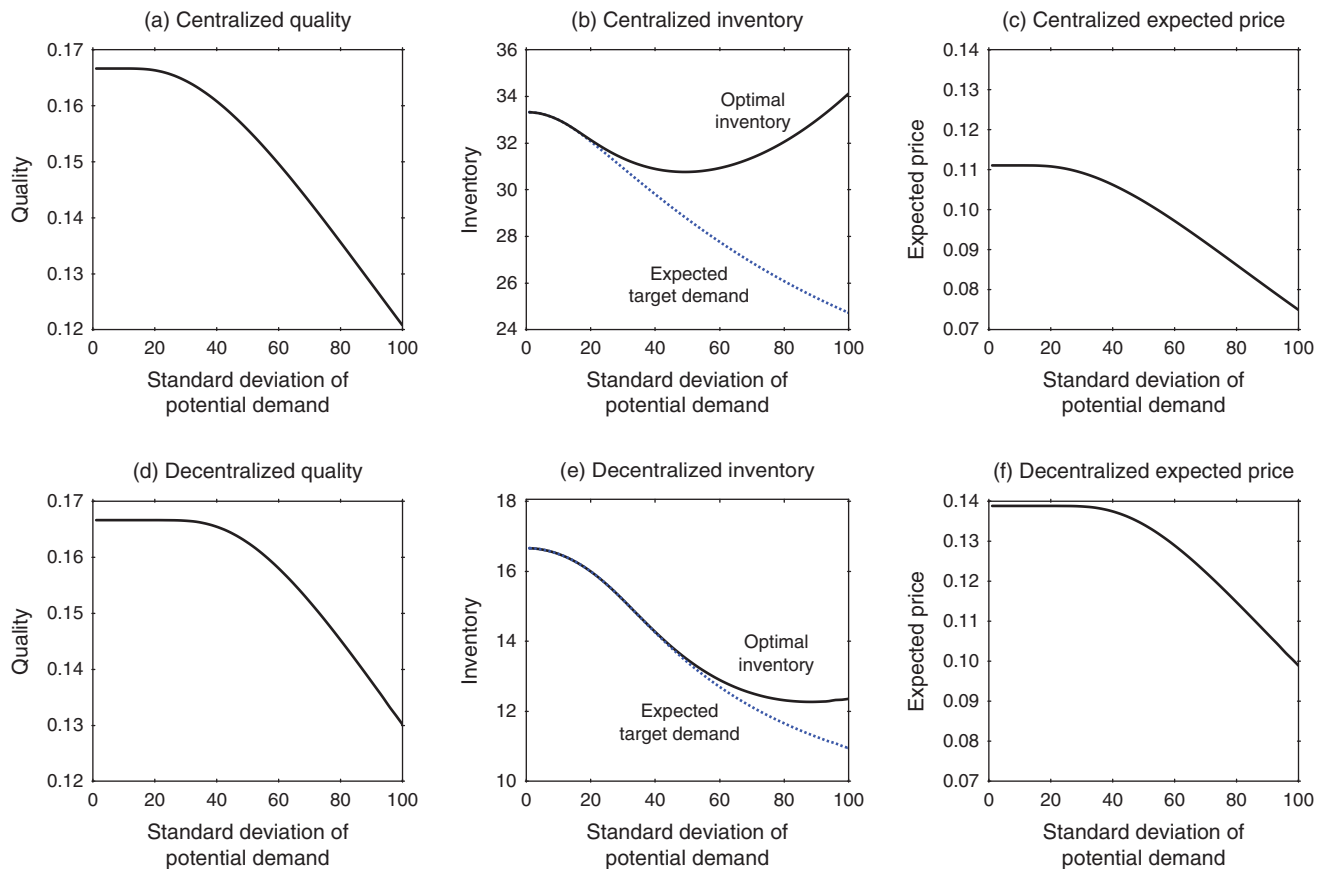 (a) Centralized quality
0.17
0.16
0.15
0.14
0.13
0.12
Quality
0 20 40 60 80 100
Standard deviation of
potential demand
(b) Centralized inventory
36
34
32
30
28
26
24
Inventory
Optimal
inventory
Expected
target demand
0 20 40 60 80 100
Standard deviation of
potential demand
(c) Centralized expected price
0.14
0.13
0.12
0.11
0.10
0.09
0.08
0.07
Expected price
0 20 40 60 80 100
Standard deviation of
potential demand
(d) Decentralized quality
0.17
0.16
0.15
0.14
0.13
0.12
Quality
0 20 40 60 80 100
Standard deviation of
potential demand
(e) Decentralized inventory
18
16
14
12
10
Inventory
Optimal
inventory
Expected
target demand
0 20 40 60 80 100
Standard deviation of
potential demand
(f) Decentralized expected price
0.14
0.13
0.12
0.11
0.10
0.09
0.08
0.07
Expected price
0 20 40 60 80 100
Standard deviation of
potential demand